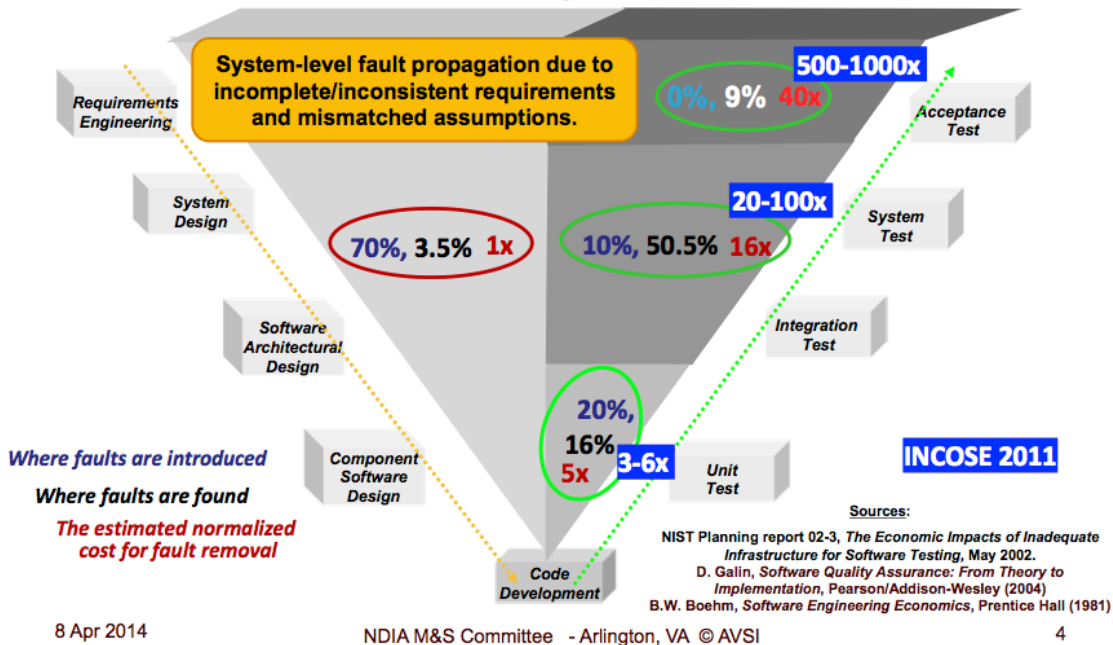 System-level fault propagation due to
incomplete/inconsistent requirements
and mismatched assumptions.
500-1000x
0%, 9% 40x
Requirements
Engineering
Acceptance
Test
System
Design
20-100x
System
Test
70%, 3.5% 1x
10%, 50.5% 16x
Software
Architectural
Design
Integration
Test
20%,
16%
5x
3-6x
Where faults are introduced
Where faults are found
The estimated normalized
cost for fault removal
Component
Software
Design
Unit
Test
INCOSE 2011
Code
Development
Sources:
NIST Planning report 02-3, The Economic Impacts of Inadequate
Infrastructure for Software Testing, May 2002.
D. Galin, Software Quality Assurance: From Theory to
Implementation, Pearson/Addison-Wesley (2004)
B.W. Boehm, Software Engineering Economics, Prentice Hall (1981)
8 Apr 2014
NDIA M&S Committee - Arlington, VA © AVSI
4